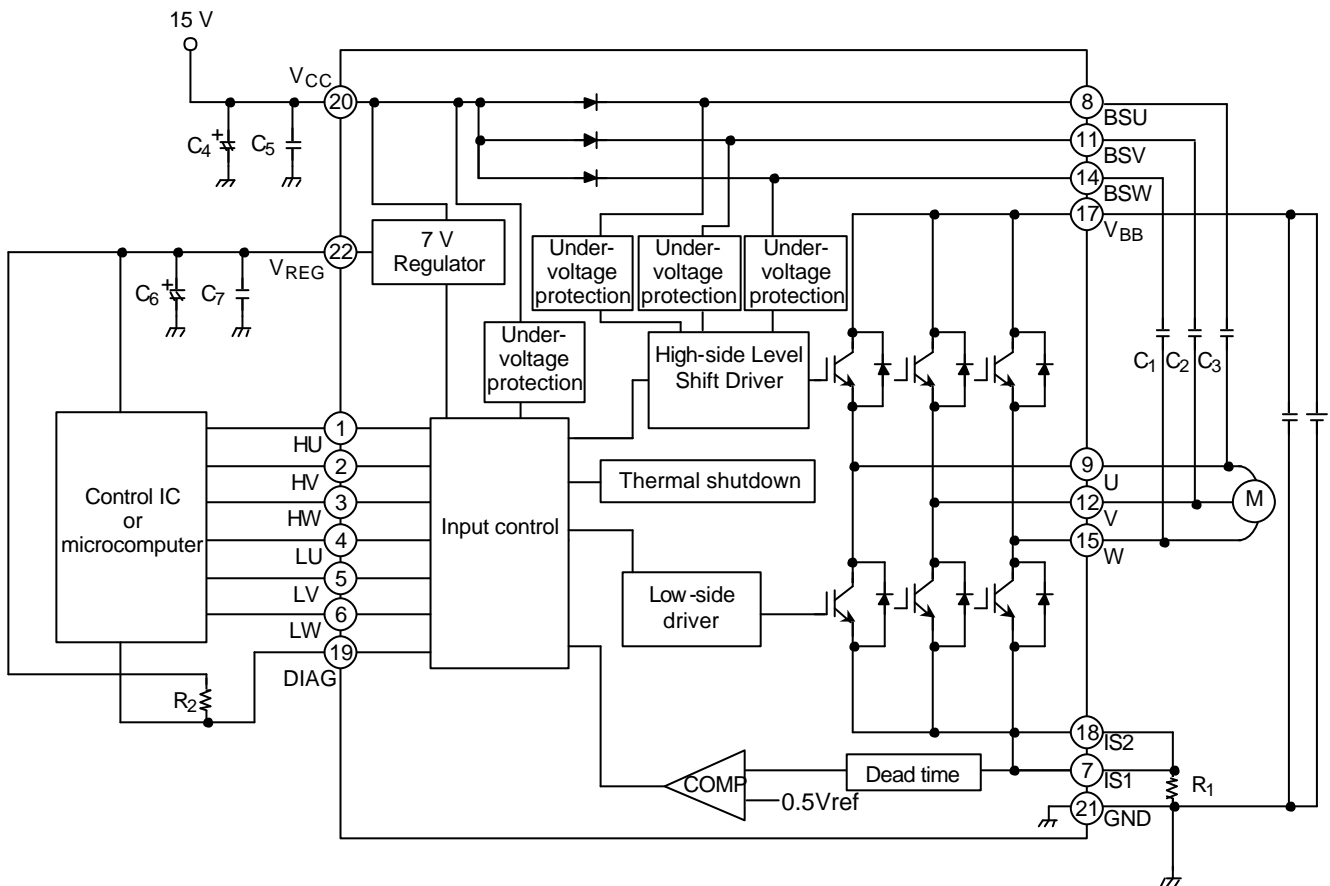 15 V
VCC
20
C4
+
C5
8
BSU
11
BSV
14
BSW
17
VBB
22
VREG
7 V
Regulator
C6
+
C7
Under-
voltage
protection
Under-
voltage
protection
Under-
voltage
protection
Under-
voltage
protection
High-side Level
Shift Driver
C1
C2
C3
Control IC
or
microcomputer
1
HU
2
HV
3
HW
4
LU
5
LV
6
LW
19
DIAG
R2
Input control
Thermal shutdown
Low-side
driver
9
U
12
V
15
W
M
COMP
0.5Vref
Dead time
18
IS2
7
IS1
21
GND
R1